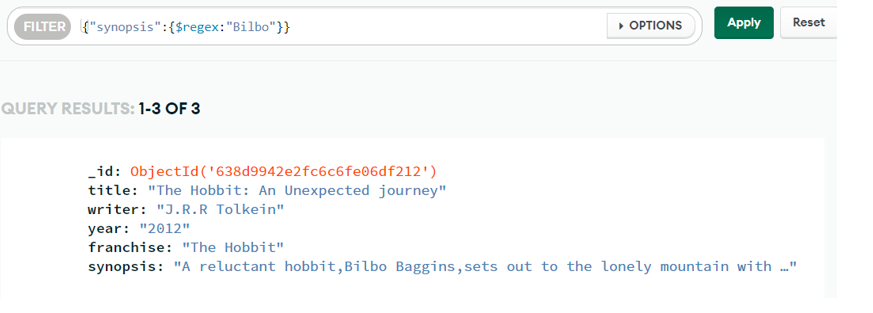 FILTER {"synopsis":{$regex:"Bilbo"}} OPTIONS Apply Reset
QUERY RESULTS: 1-3 OF 3
_id: ObjectId('638d9942e2fc6c6fe06df212')
title: "The Hobbit: An Unexpected journey"
writer: "J.R.R Tolkein"
year: "2012"
franchise: "The Hobbit"
synopsis: "A reluctant hobbit,Bilbo Baggins,sets out to the lonely mountain with …"